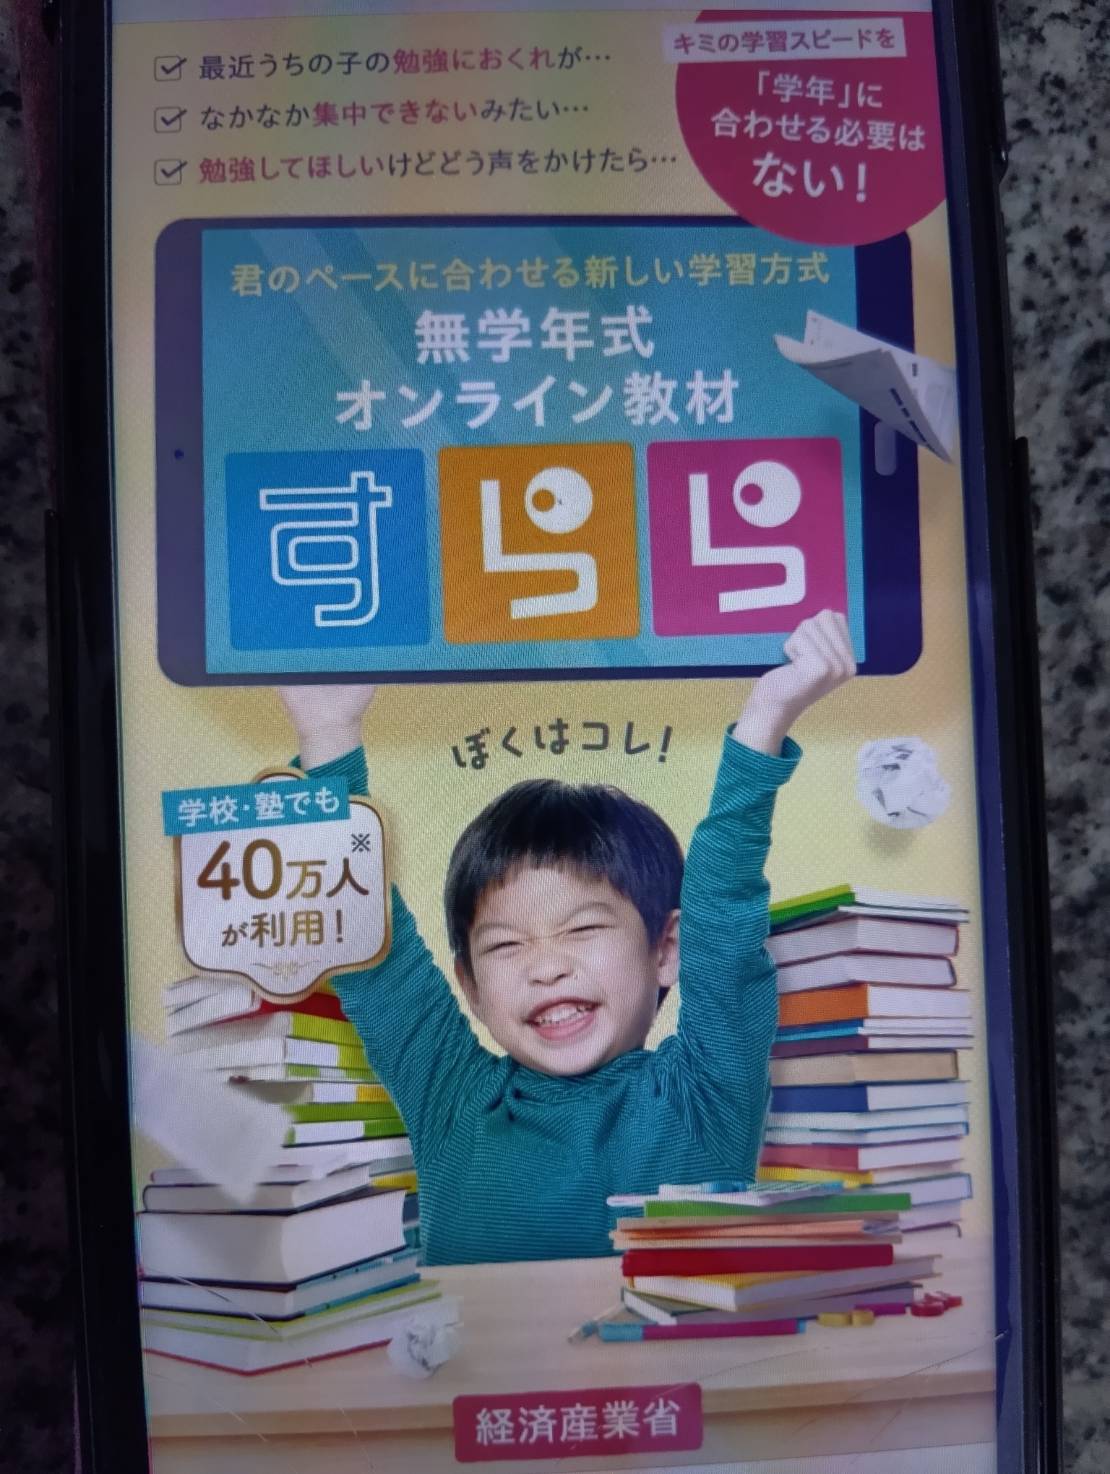 最近うちの子の勉強におくれが…
なかなか集中できないみたい…
勉強してほしいけどどう声をかけたら…
キミの学習スピードを
「学年」に
合わせる必要は
ない!
君のペースに合わせる新しい学習方式
無学年式
オンライン教材
すらら
ぼくはコレ!
学校・塾でも
40万人※
が利用!
経済産業省